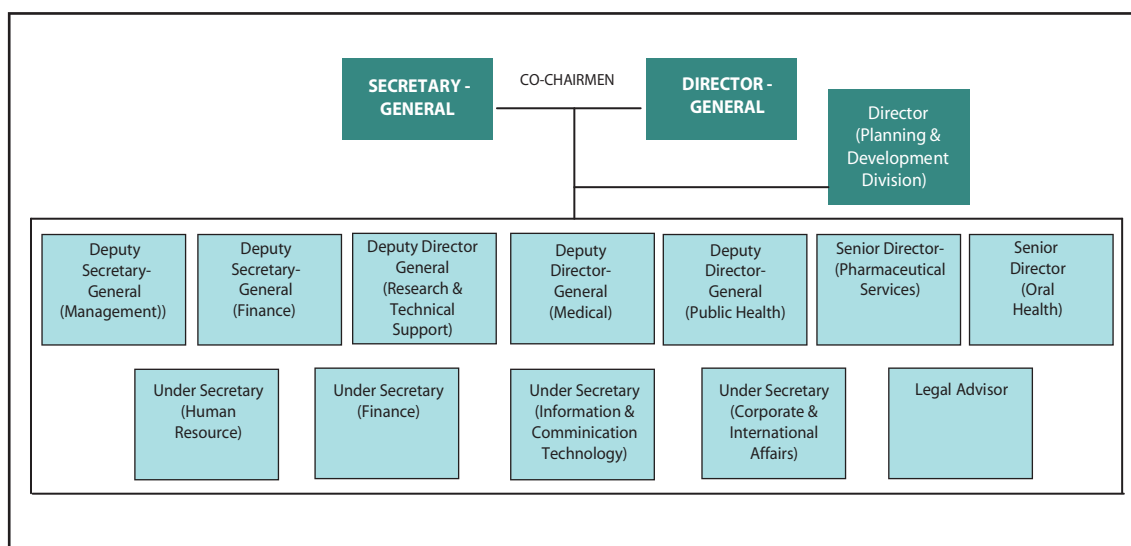 SECRETARY -
GENERAL
CO-CHAIRMEN
DIRECTOR -
GENERAL
Director
(Planning &
Development
Division)
Deputy
Secretary-
General
(Management))
Deputy
Secretary-
General
(Finance)
Deputy Director
General
(Research &
Technical
Support)
Deputy
Director-
General
(Medical)
Deputy
Director-
General
(Public Health)
Senior Director-
(Pharmaceutical
Services)
Senior
Director
(Oral
Health)
Under Secretary
(Human
Resource)
Under Secretary
(Finance)
Under Secretary
(Information &
Comminication
Technology)
Under Secretary
(Corporate &
International
Affairs)
Legal Advisor